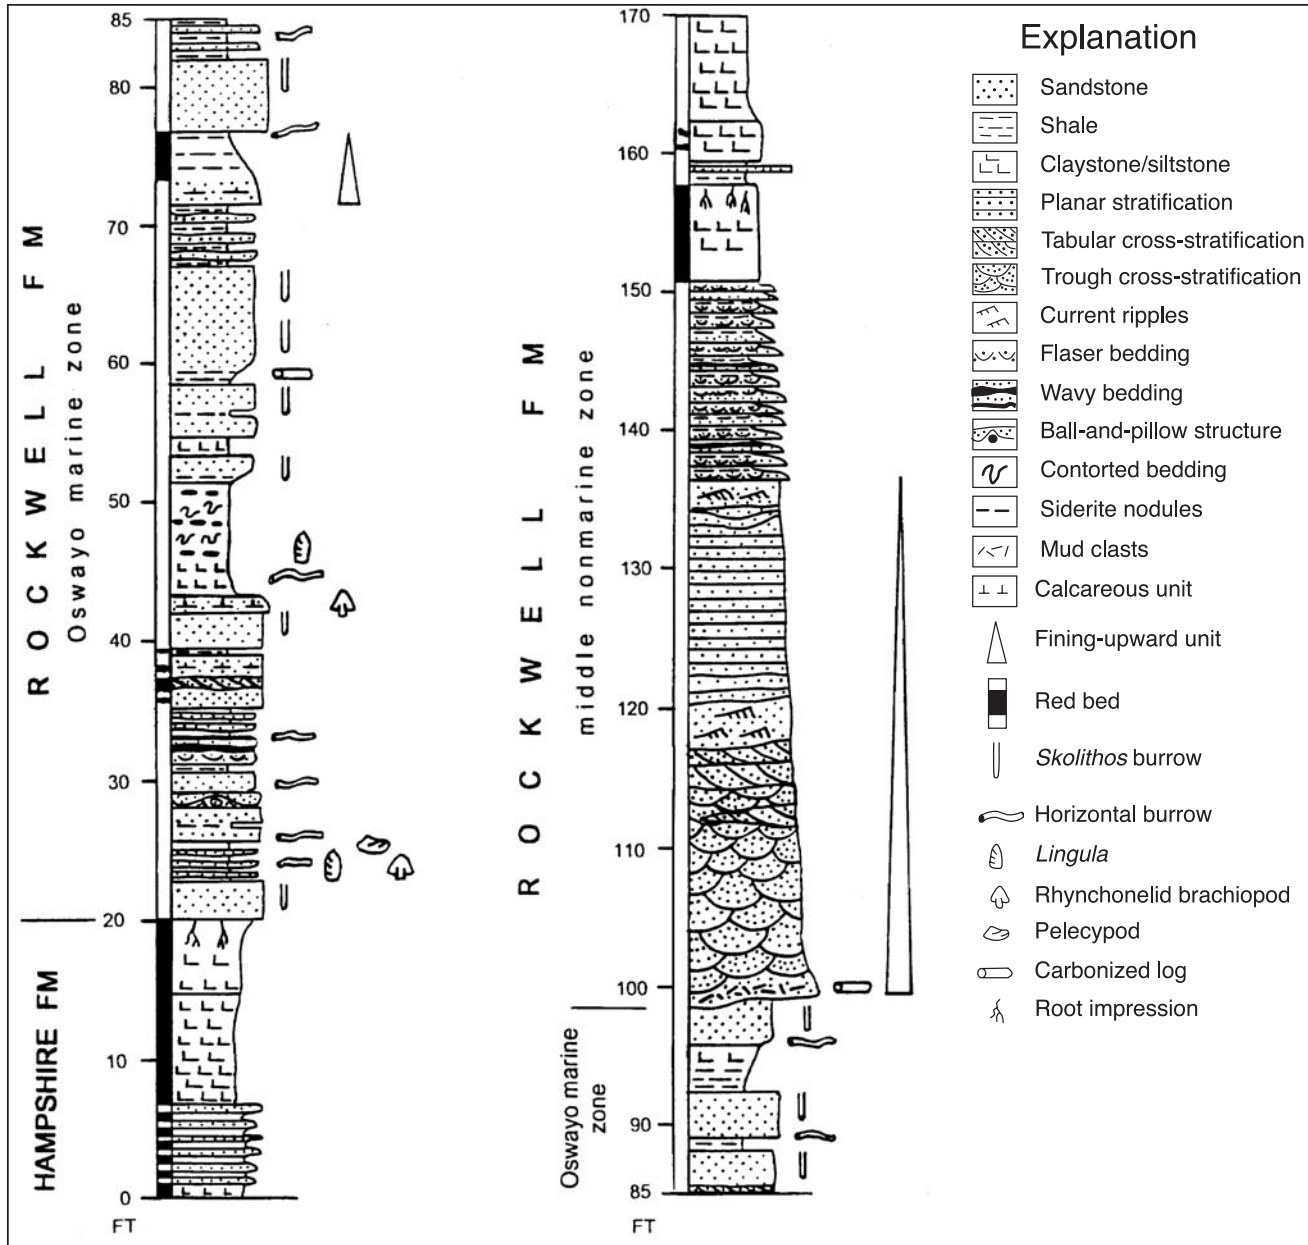 85
80
70
60
50
40
30
20
10
0
FT
ROCKWELL FM
Oswayo marine zone
HAMPSHIRE FM
170
160
150
140
130
120
110
100
90
85
FT
ROCKWELL FM
middle nonmarine zone
Oswayo marine
zone
Explanation
Sandstone
Shale
Claystone/siltstone
Planar stratification
Tabular cross-stratification
Trough cross-stratification
Current ripples
Flaser bedding
Wavy bedding
Ball-and-pillow structure
Contorted bedding
Siderite nodules
Mud clasts
Calcareous unit
Fining-upward unit
Red bed
Skolithos burrow
Horizontal burrow
Lingula
Rhynchonelid brachiopod
Pelecypod
Carbonized log
Root impression